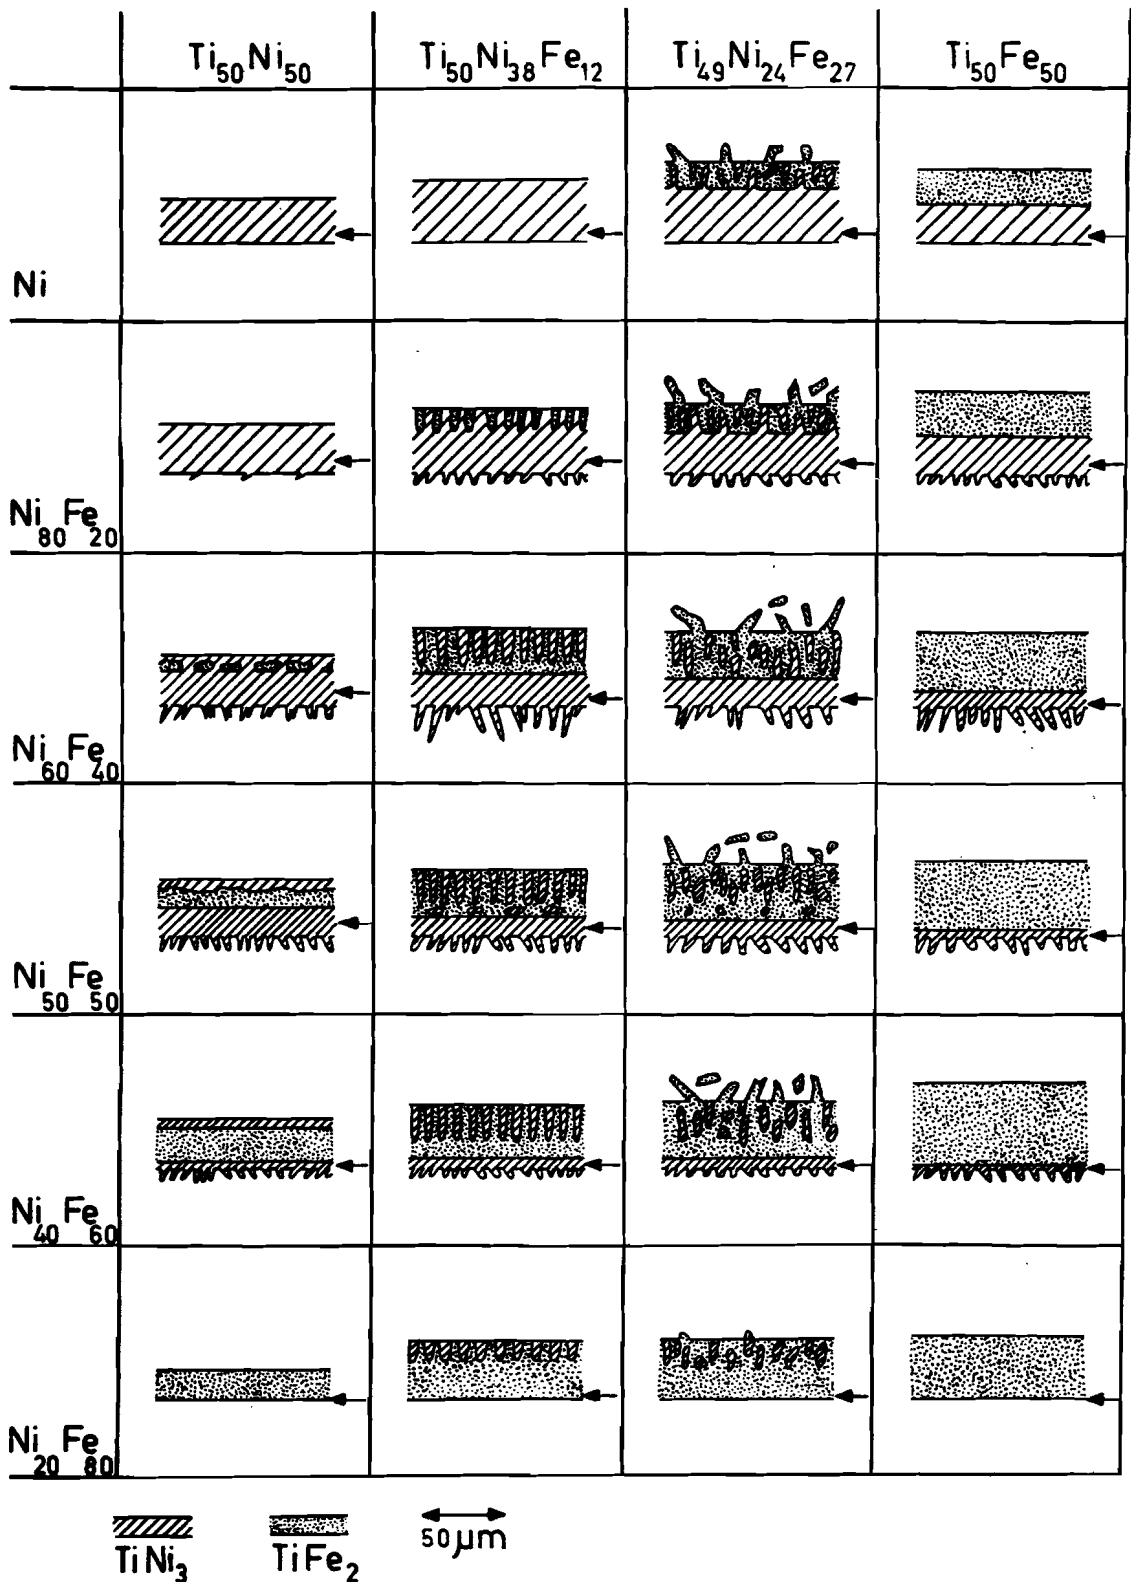 Ti₅₀Ni₅₀ Ti₅₀Ni₃₈Fe₁₂ Ti₄₉Ni₂₄Fe₂₇ Ti₅₀Fe₅₀
Ni
Ni₈₀Fe₂₀
Ni₆₀Fe₄₀
Ni₅₀Fe₅₀
Ni₄₀Fe₆₀
Ni₂₀Fe₈₀
TiNi₃ TiFe₂ 50 μm